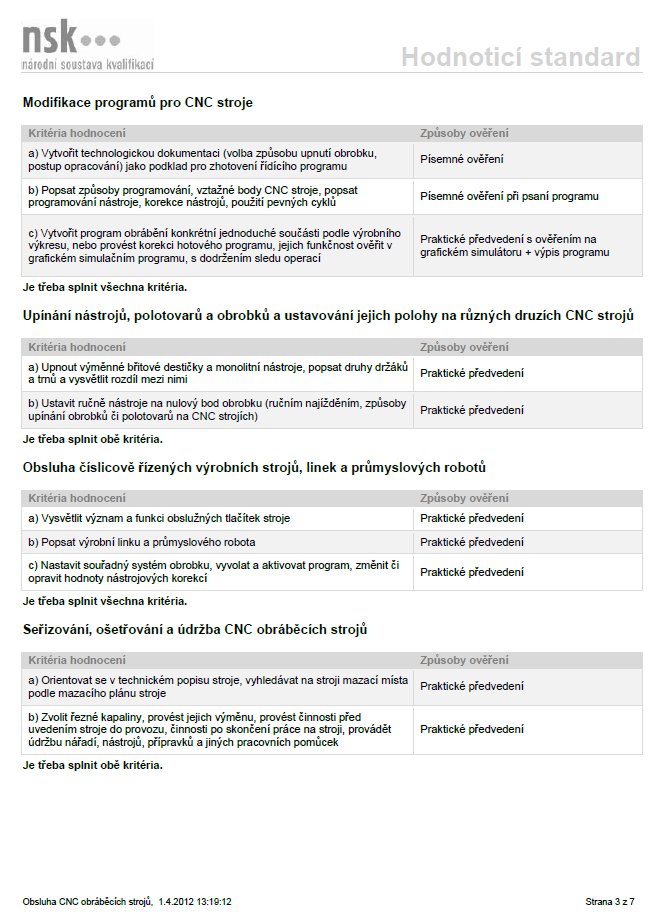 nsk
národní soustava kvalifikací
Hodnoticí standard
Modifikace programů pro CNC stroje
Kritéria hodnocení Způsoby ověření
a) Vytvořit technologickou dokumentaci (volba způsobu upnutí obrobku,
postup opracování) jako podklad pro zhotovení řídícího programu
Písemné ověření
b) Popsat způsoby programování, vztažné body CNC stroje, popsat
programování nástroje, korekce nástrojů, použití pevných cyklů
Písemné ověření při psaní programu
c) Vytvořit program obrábění konkrétní jednoduché součásti podle výrobního
výkresu, nebo provést korekci hotového programu, jejich funkčnost ověřit v
grafickém simulačním programu, s dodržením sledu operací
Praktické předvedení s ověřením na
grafickém simulátoru + výpis programu
Je třeba splnit všechna kritéria.
Upínání nástrojů, polotovarů a obrobků a ustavování jejich polohy na různých druzích CNC strojů
Kritéria hodnocení Způsoby ověření
a) Upnout výměnné břitové destičky a monolitní nástroje, popsat druhy držáků
a trnů a vysvětlit rozdíl mezi nimi
Praktické předvedení
b) Ustavit ručně nástroje na nulový bod obrobku (ručním najížděním, způsoby
upínání obrobků či polotovarů na CNC strojích)
Praktické předvedení
Je třeba splnit obě kritéria.
Obsluha číslicově řízených výrobních strojů, linek a průmyslových robotů
Kritéria hodnocení Způsoby ověření
a) Vysvětlit význam a funkci obslužných tlačítek stroje Praktické předvedení
b) Popsat výrobní linku a průmyslového robota Praktické předvedení
c) Nastavit souřadný systém obrobku, vyvolat a aktivovat program, změnit či
opravit hodnoty nástrojových korekcí
Praktické předvedení
Je třeba splnit všechna kritéria.
Seřizování, ošetřování a údržba CNC obráběcích strojů
Kritéria hodnocení Způsoby ověření
a) Orientovat se v technickém popisu stroje, vyhledávat na stroji mazací místa
podle mazacího plánu stroje
Praktické předvedení
b) Zvolit řezné kapaliny, provést jejich výměnu, provést činnosti před
uvedením stroje do provozu, činnosti po skončení práce na stroji, provádět
údržbu nářadí, nástrojů, přípravků a jiných pracovních pomůcek
Praktické předvedení
Je třeba splnit obě kritéria.
Obsluha CNC obráběcích strojů, 1.4.2012 13:19:12 Strana 3 z 7